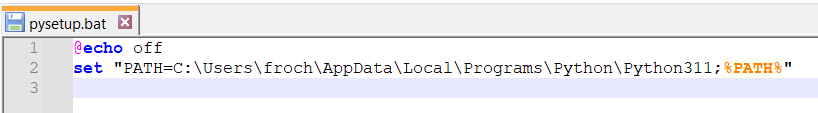 pysetup.bat
1 @echo off
2 set "PATH=C:\Users\froch\AppData\Local\Programs\Python\Python311;%PATH%"
3